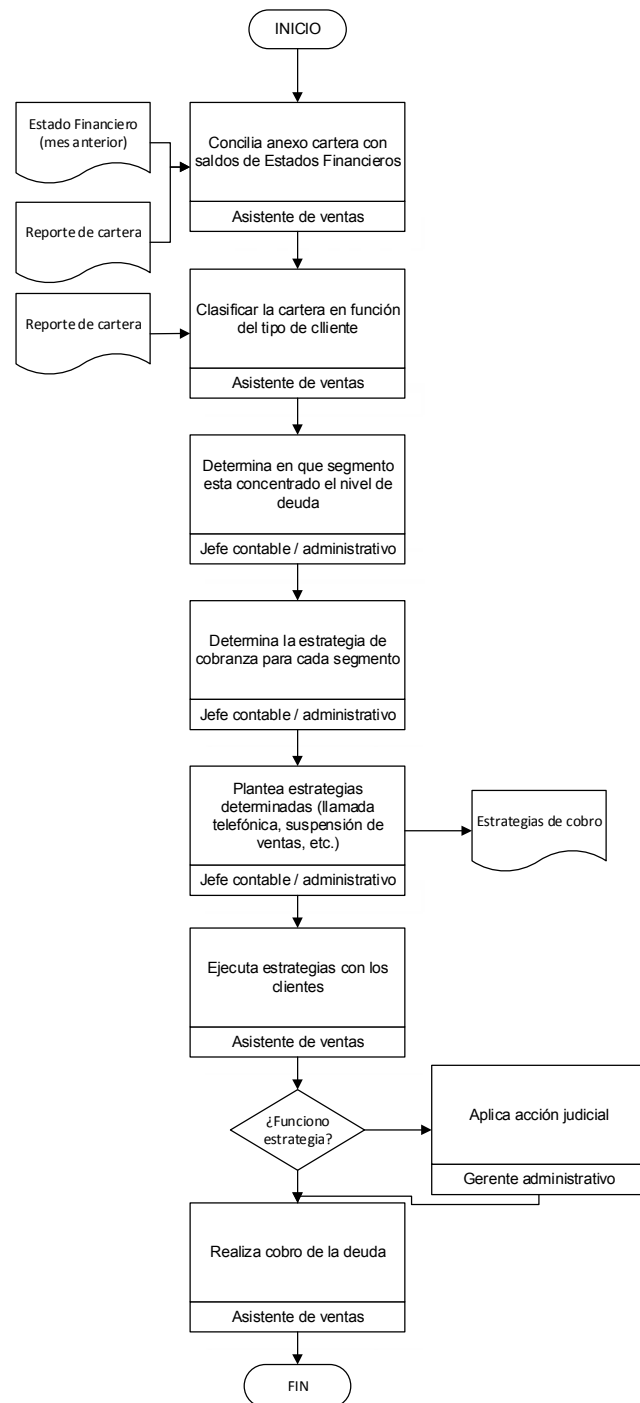 INICIO
Estado Financiero
(mes anterior)
Concilia anexo cartera con
saldos de Estados Financieros
Asistente de ventas
Reporte de cartera
Reporte de cartera
Clasificar la cartera en función
del tipo de clliente
Asistente de ventas
Determina en que segmento
esta concentrado el nivel de
deuda
Jefe contable / administrativo
Determina la estrategia de
cobranza para cada segmento
Jefe contable / administrativo
Plantea estrategias
determinadas (llamada
telefónica, suspensión de
ventas, etc.)
Jefe contable / administrativo
Estrategias de cobro
Ejecuta estrategias con los
clientes
Asistente de ventas
¿Funciono
estrategia?
Aplica acción judicial
Gerente administrativo
Realiza cobro de la deuda
Asistente de ventas
FIN